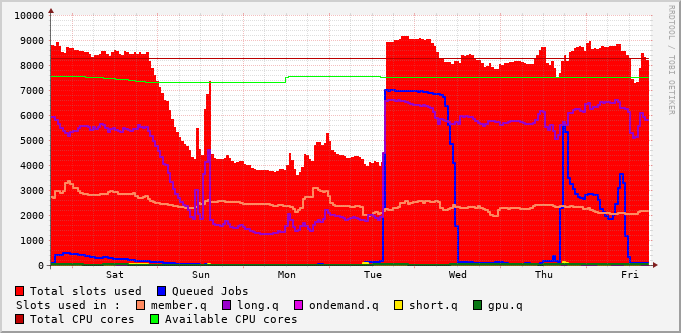 RRDTOOL / TOBI OETIKER
10000
9000
8000
7000
6000
5000
4000
3000
2000
1000
0
Sat Sun Mon Tue Wed Thu Fri
Total slots used Queued Jobs
Slots used in : member.q long.q ondemand.q short.q gpu.q
Total CPU cores Available CPU cores